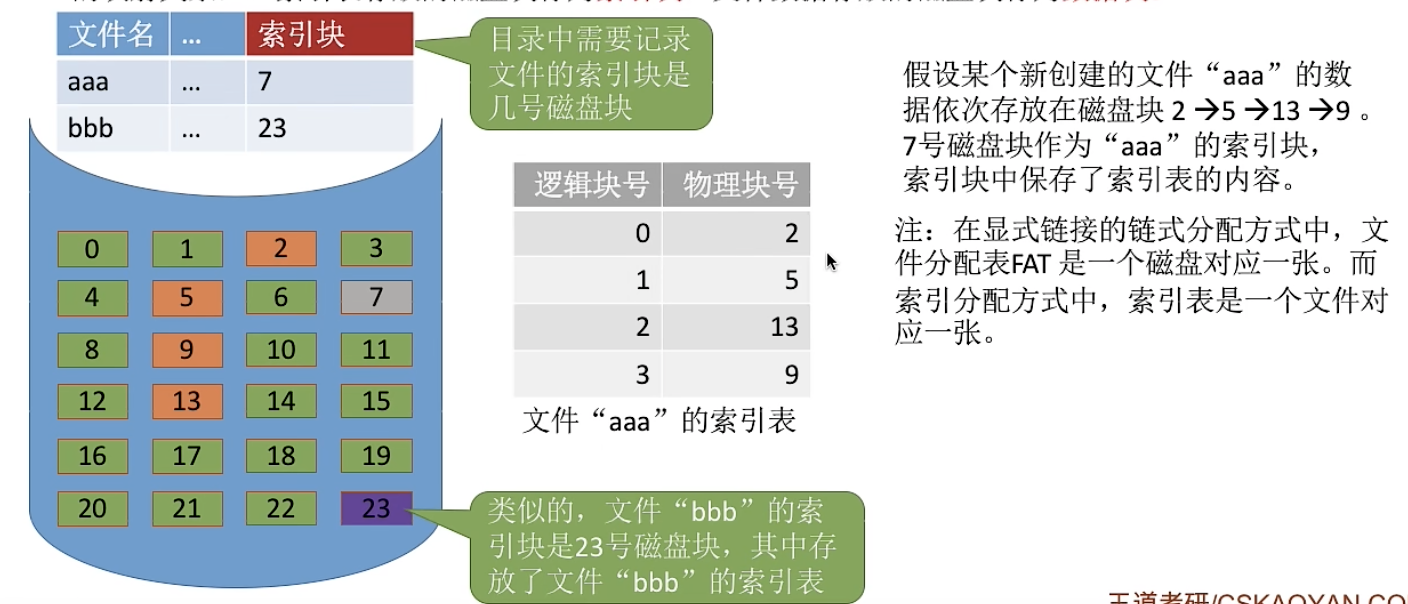 文件名 ... 索引块
aaa ... 7
bbb ... 23
目录中需要记录
文件的索引块是
几号磁盘块
假设某个新创建的文件“aaa”的数
据依次存放在磁盘块 2 →5 →13 →9 。
7号磁盘块作为“aaa”的索引块，
索引块中保存了索引表的内容。
注：在显式链接的链式分配方式中，文
件分配表FAT 是一个磁盘对应一张。而
索引分配方式中，索引表是一个文件对
应一张。
逻辑块号 物理块号
0 2
1 5
2 13
3 9
文件“aaa”的索引表
0 1 2 3
4 5 6 7
8 9 10 11
12 13 14 15
16 17 18 19
20 21 22 23
类似的，文件“bbb”的索
引块是23号磁盘块，其中存
放了文件“bbb”的索引表
王道考研/CSKAOYAN.CO